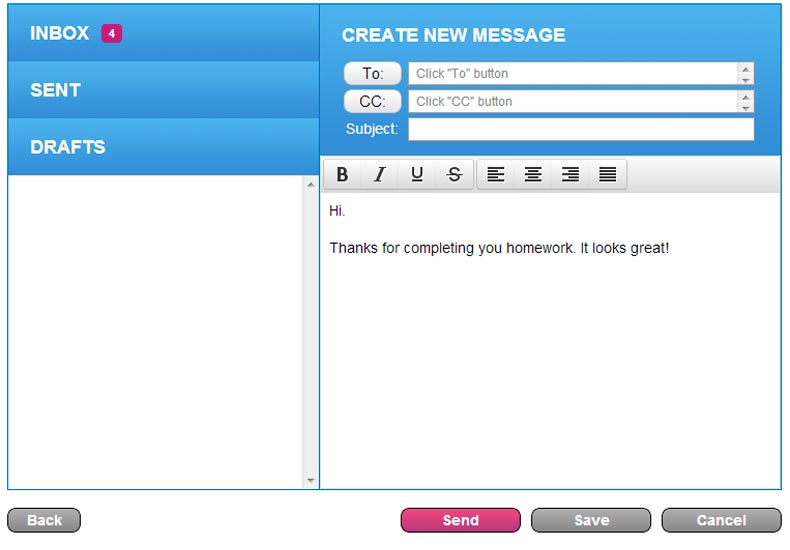 INBOX 4
SENT
DRAFTS
CREATE NEW MESSAGE
To: Click "To" button
CC: Click "CC" button
Subject:
B I U S
Hi.
Thanks for completing you homework. It looks great!
Back Send Save Cancel